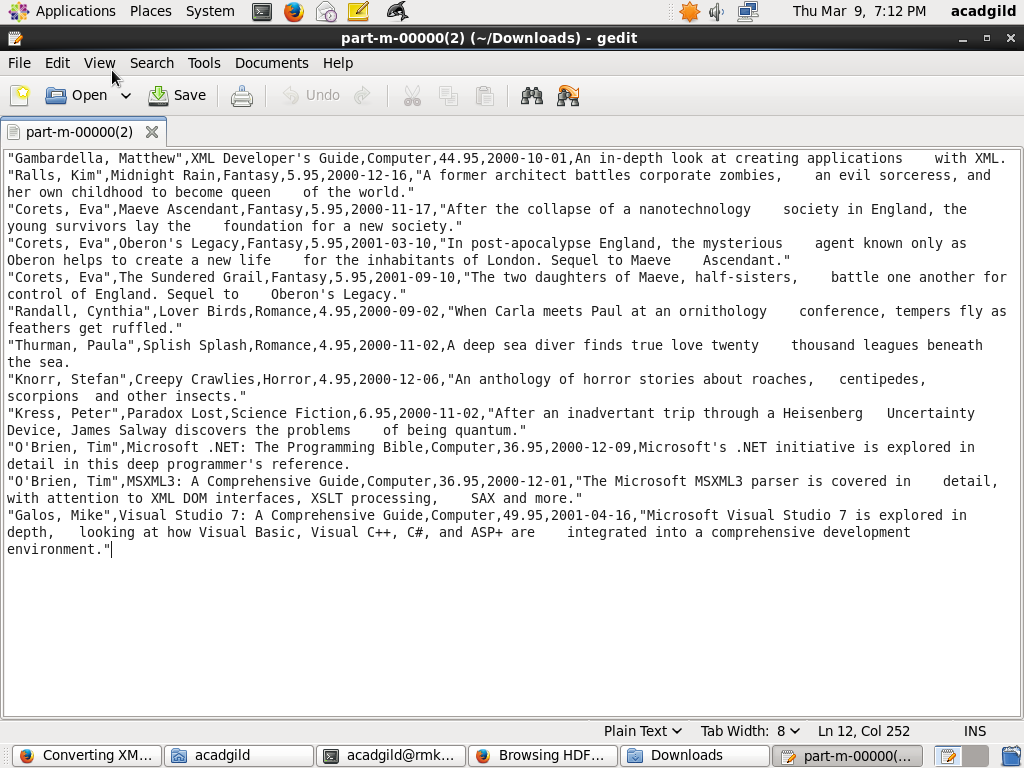 Applications Places System Thu Mar 9, 7:12 PM acadgild
part-m-00000(2) (~/Downloads) - gedit
File Edit View Search Tools Documents Help
Open Save Undo
part-m-00000(2)
"Gambardella, Matthew",XML Developer's Guide,Computer,44.95,2000-10-01,An in-depth look at creating applications    with XML.
"Ralls, Kim",Midnight Rain,Fantasy,5.95,2000-12-16,"A former architect battles corporate zombies,    an evil sorceress, and
her own childhood to become queen    of the world."
"Corets, Eva",Maeve Ascendant,Fantasy,5.95,2000-11-17,"After the collapse of a nanotechnology    society in England, the
young survivors lay the    foundation for a new society."
"Corets, Eva",Oberon's Legacy,Fantasy,5.95,2001-03-10,"In post-apocalypse England, the mysterious    agent known only as
Oberon helps to create a new life    for the inhabitants of London. Sequel to Maeve    Ascendant."
"Corets, Eva",The Sundered Grail,Fantasy,5.95,2001-09-10,"The two daughters of Maeve, half-sisters,    battle one another for
control of England. Sequel to    Oberon's Legacy."
"Randall, Cynthia",Lover Birds,Romance,4.95,2000-09-02,"When Carla meets Paul at an ornithology    conference, tempers fly as
feathers get ruffled."
"Thurman, Paula",Splish Splash,Romance,4.95,2000-11-02,A deep sea diver finds true love twenty    thousand leagues beneath
the sea.
"Knorr, Stefan",Creepy Crawlies,Horror,4.95,2000-12-06,"An anthology of horror stories about roaches,   centipedes,
scorpions  and other insects."
"Kress, Peter",Paradox Lost,Science Fiction,6.95,2000-11-02,"After an inadvertant trip through a Heisenberg   Uncertainty
Device, James Salway discovers the problems    of being quantum."
"O'Brien, Tim",Microsoft .NET: The Programming Bible,Computer,36.95,2000-12-09,Microsoft's .NET initiative is explored in
detail in this deep programmer's reference.
"O'Brien, Tim",MSXML3: A Comprehensive Guide,Computer,36.95,2000-12-01,"The Microsoft MSXML3 parser is covered in    detail,
with attention to XML DOM interfaces, XSLT processing,    SAX and more."
"Galos, Mike",Visual Studio 7: A Comprehensive Guide,Computer,49.95,2001-04-16,"Microsoft Visual Studio 7 is explored in
depth,   looking at how Visual Basic, Visual C++, C#, and ASP+ are    integrated into a comprehensive development
environment."
Plain Text Tab Width: 8 Ln 12, Col 252 INS
Converting XM... acadgild acadgild@rmk... Browsing HDF... Downloads part-m-00000(...